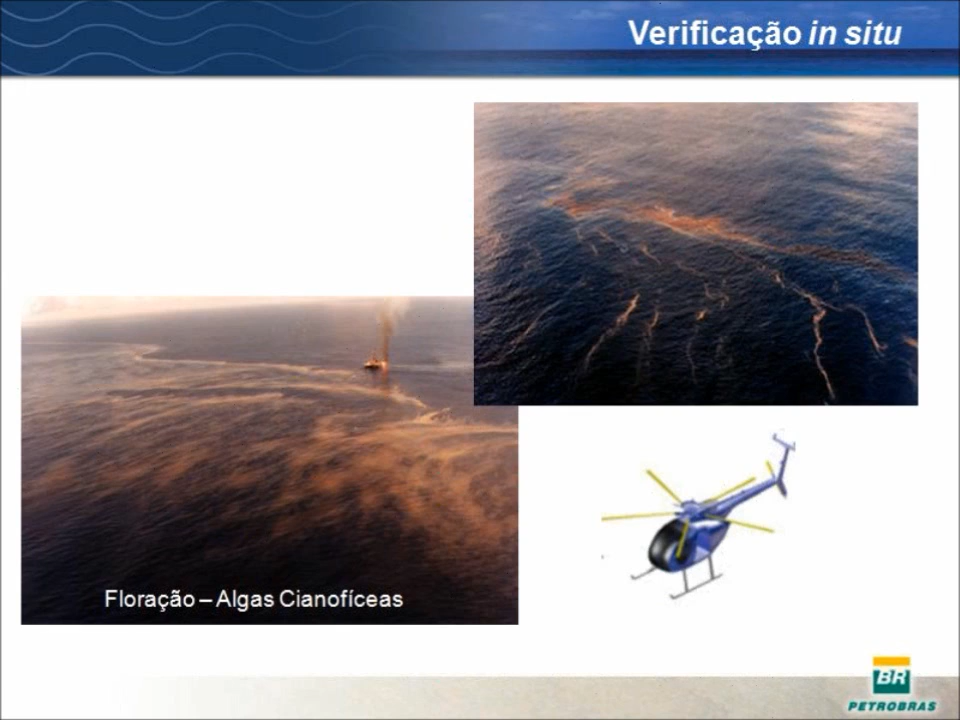 Verificação in situ
Floração – Algas Cianofíceas
BR
PETROBRAS